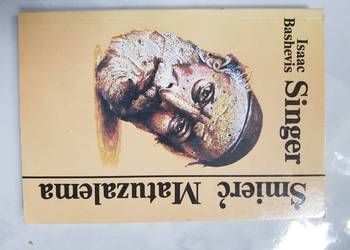 Isaac
Bashevis
Singer
Śmierć Matuzalema